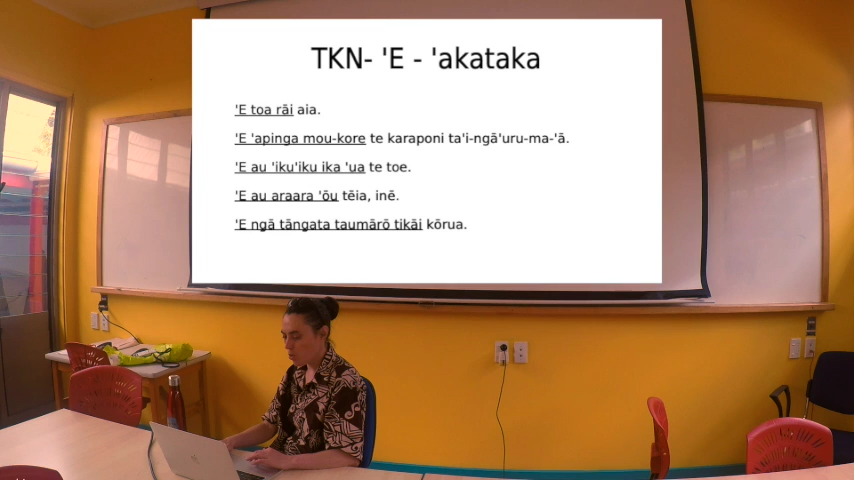 TKN- 'E - 'akataka
'E toa rāi aia.
'E 'apinga mou-kore te karaponi ta'i-ngā'uru-ma-'ā.
'E au 'iku'iku ika 'ua te toe.
'E au araara 'ōu tēia, inē.
'E ngā tāngata taumārō tikāi kōrua.